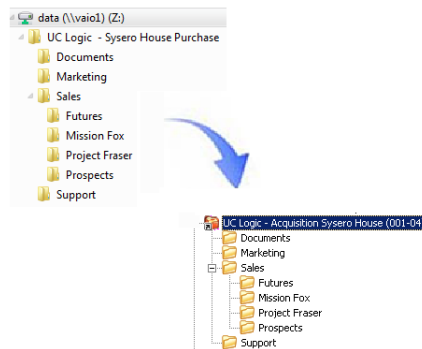 data (\\vaio1) (Z:)
UC Logic - Sysero House Purchase
Documents
Marketing
Sales
Futures
Mission Fox
Project Fraser
Prospects
Support
UC Logic - Acquisition Sysero House (001-04
Documents
Marketing
Sales
Futures
Mission Fox
Project Fraser
Prospects
Support